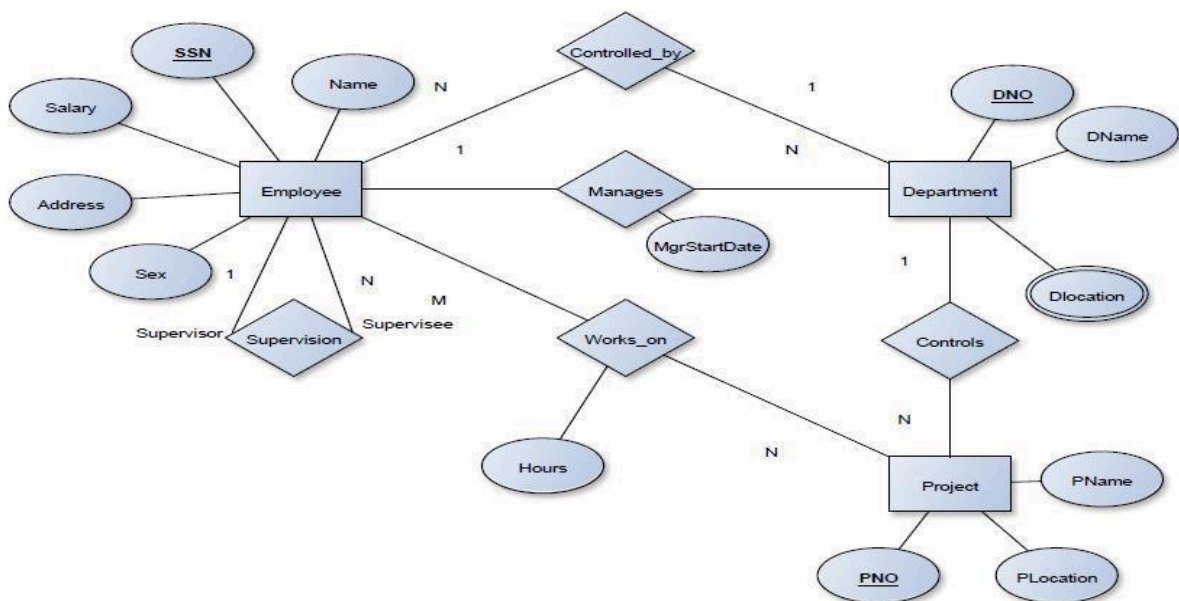 Controlled_by
SSN
Name
N
1
DNO
Salary
DName
1
N
Employee
Manages
Department
Address
MgrStartDate
Sex
1
N
M
1
Dlocation
Supervisor
Supervision
Supervisee
Works_on
Controls
N
N
Hours
Project
PName
PNO
PLocation